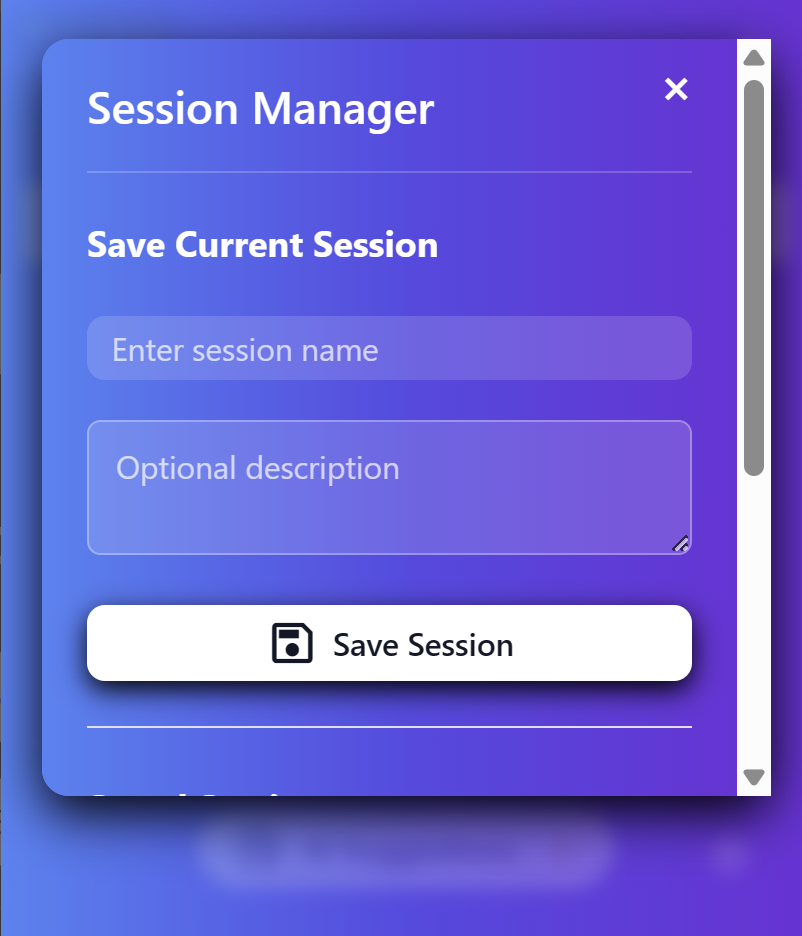 Session Manager
Save Current Session
Enter session name
Optional description
Save Session